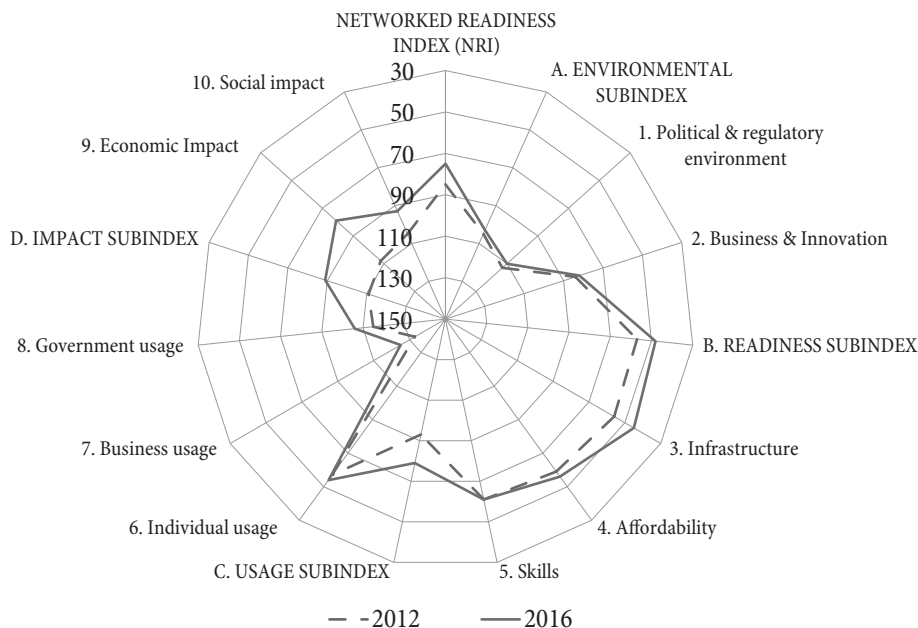 NETWORKED READINESS
INDEX (NRI)
A. ENVIRONMENTAL
SUBINDEX
1. Political & regulatory
environment
2. Business & Innovation
B. READINESS SUBINDEX
3. Infrastructure
4. Affordability
5. Skills
C. USAGE SUBINDEX
6. Individual usage
7. Business usage
8. Government usage
D. IMPACT SUBINDEX
9. Economic Impact
10. Social impact
30
50
70
90
110
130
150
2012
2016